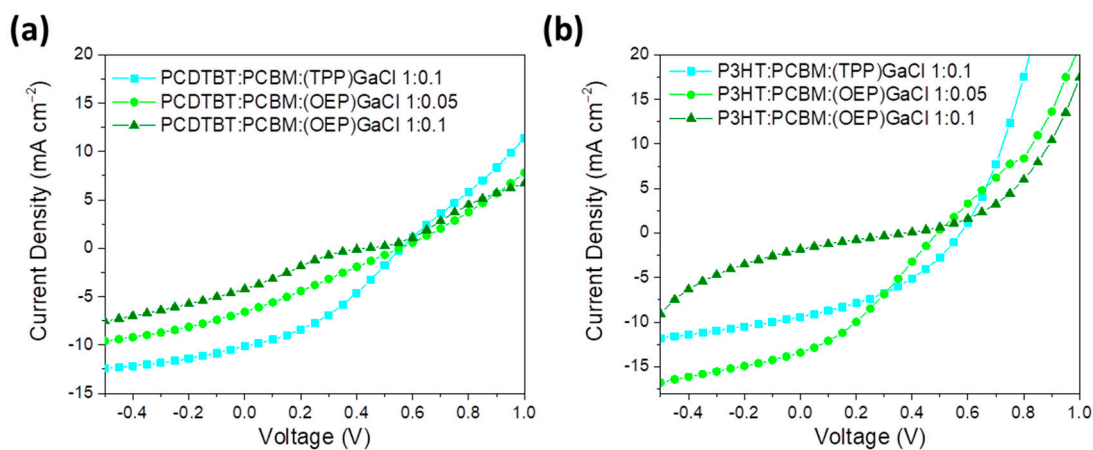 (a)
20
15
10
5
0
-5
-10
-15
Current Density (mA cm⁻²)
PCDTBT:PCBM:(TPP)GaCl 1:0.1
PCDTBT:PCBM:(OEP)GaCl 1:0.05
PCDTBT:PCBM:(OEP)GaCl 1:0.1
-0.4 -0.2 0.0 0.2 0.4 0.6 0.8 1.0
Voltage (V)
(b)
20
15
10
5
0
-5
-10
-15
Current Density (mA cm⁻²)
P3HT:PCBM:(TPP)GaCl 1:0.1
P3HT:PCBM:(OEP)GaCl 1:0.05
P3HT:PCBM:(OEP)GaCl 1:0.1
-0.4 -0.2 0.0 0.2 0.4 0.6 0.8 1.0
Voltage (V)